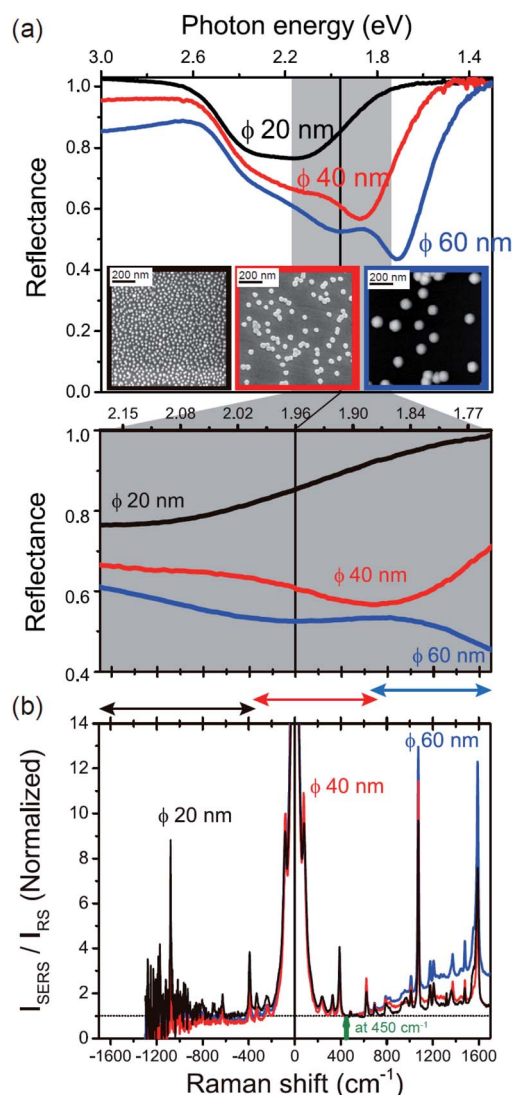 (a)
Photon energy (eV)
3.0 2.6 2.2 1.8 1.4
1.0
0.8
0.6
0.4
0.2
0.0
Reflectance
ϕ 20 nm
ϕ 40 nm
ϕ 60 nm
200 nm 200 nm 200 nm
2.15 2.08 2.02 1.96 1.90 1.84 1.77
1.0
0.8
0.6
0.4
Reflectance
ϕ 20 nm
ϕ 40 nm
ϕ 60 nm
(b)
14
12
10
8
6
4
2
0
I SERS / I RS (Normalized)
ϕ 60 nm
ϕ 40 nm
ϕ 20 nm
at 450 cm⁻¹
-1600 -1200 -800 -400 0 400 800 1200 1600
Raman shift (cm⁻¹)